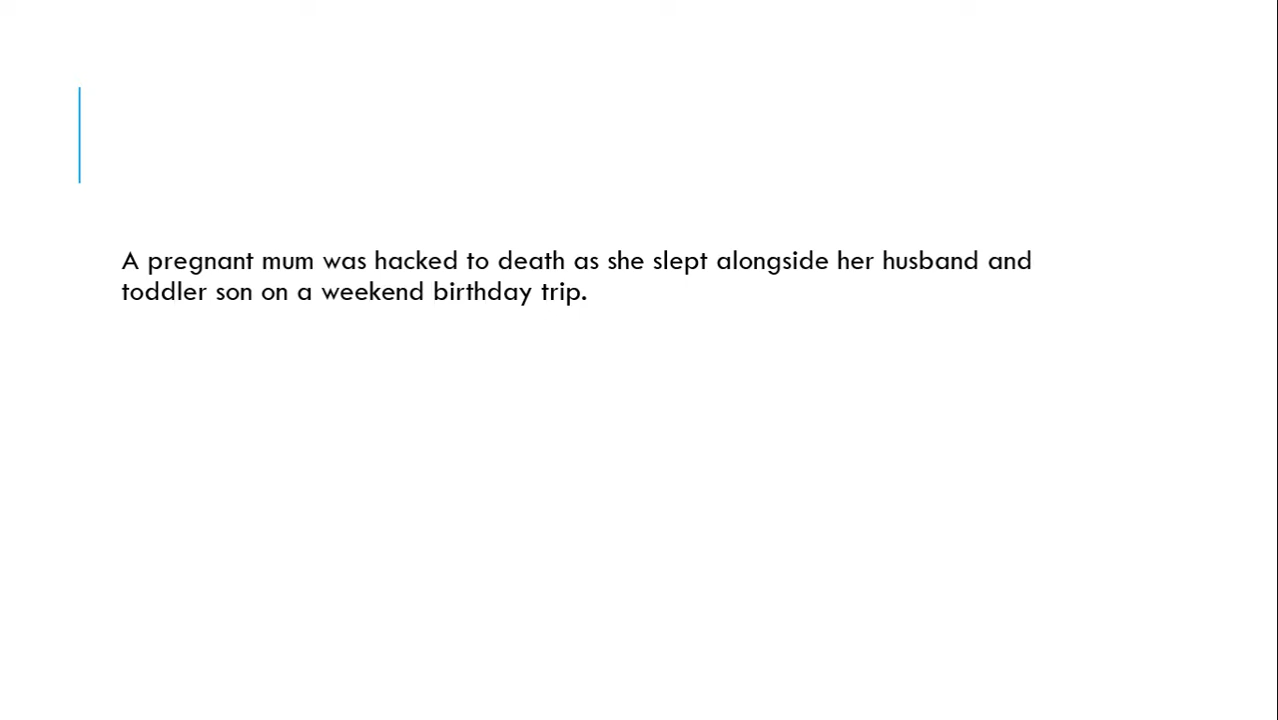 A pregnant mum was hacked to death as she slept alongside her husband and
toddler son on a weekend birthday trip.